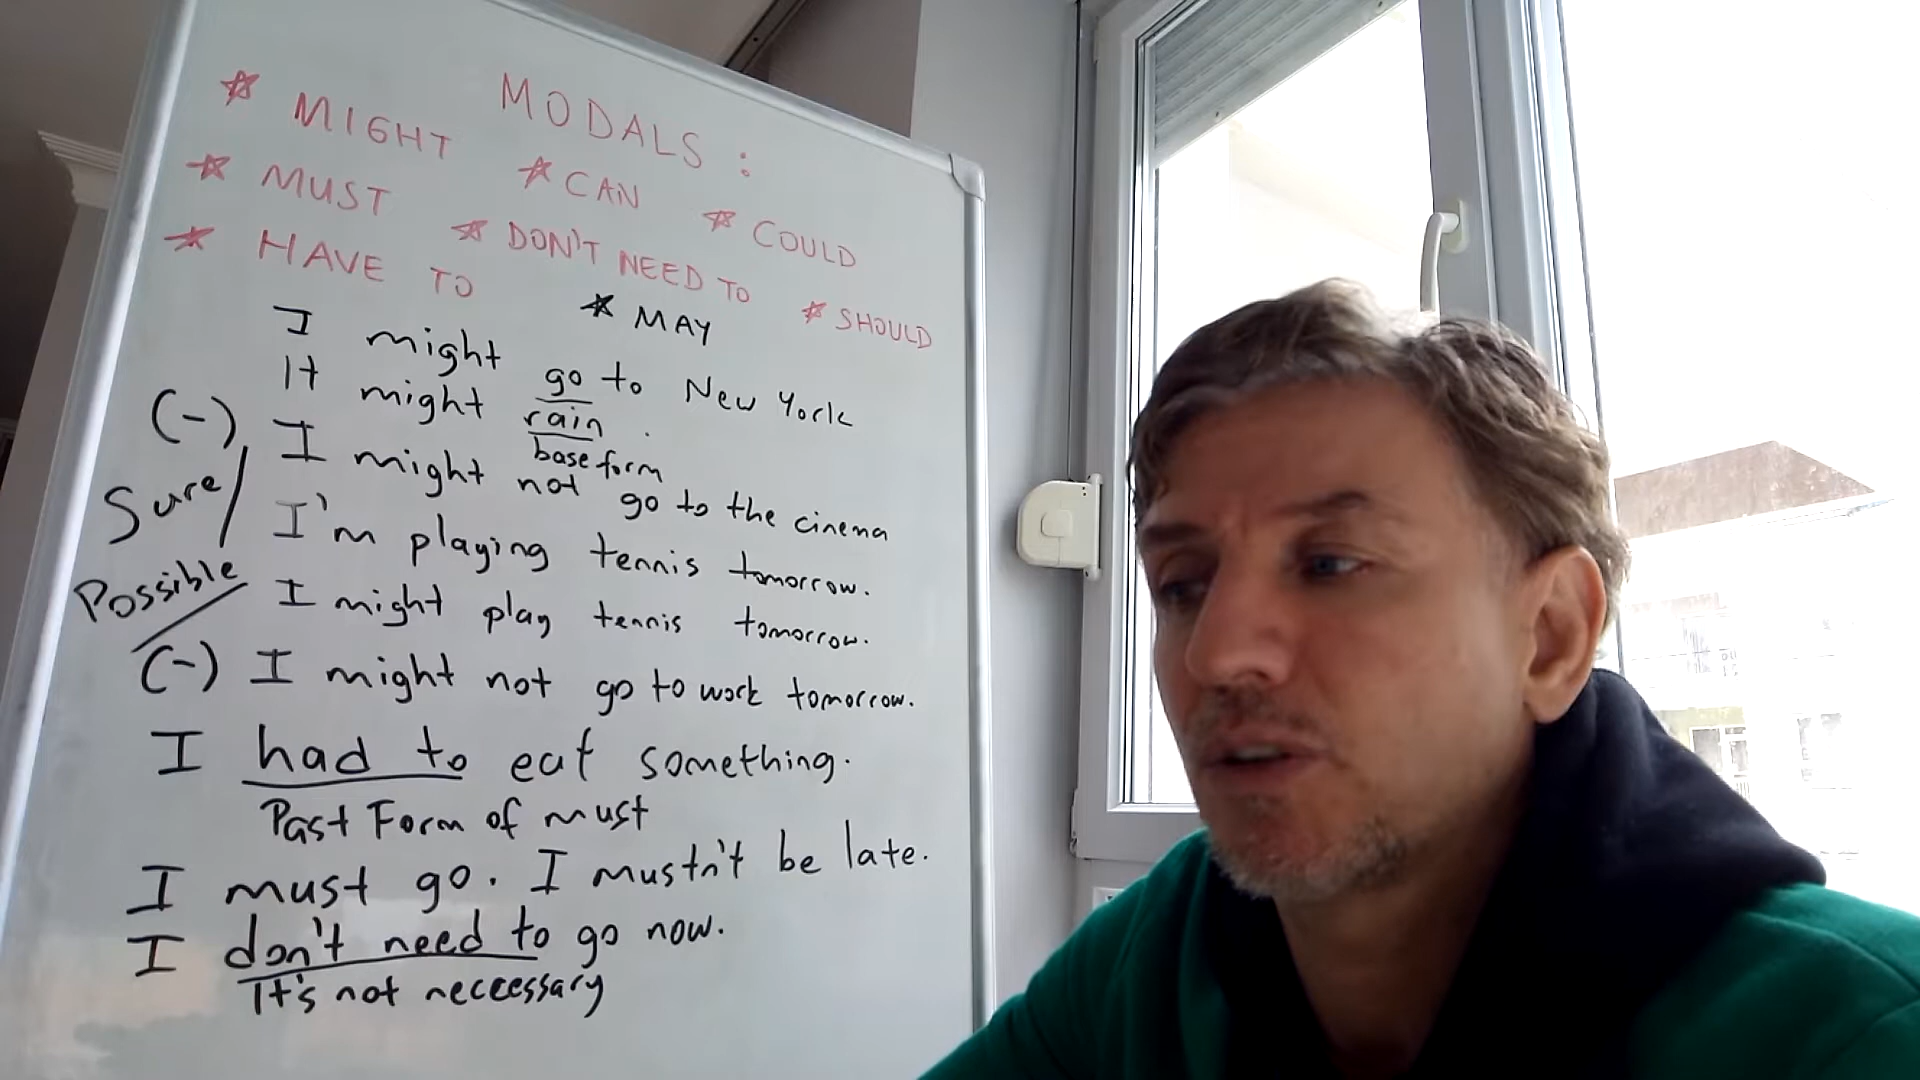 MODALS :
* MIGHT * CAN * COULD
* MUST * DON'T NEED TO * SHOULD
* HAVE TO * MAY
I might go to New York
It might rain.
base form
(-) I might not go to the cinema
Sure / I'm playing tennis tomorrow.
Possible / I might play tennis tomorrow.
(-) I might not go to work tomorrow.
I had to eat something.
Past Form of must
I must go. I mustn't be late.
I don't need to go now.
It's not neccessary